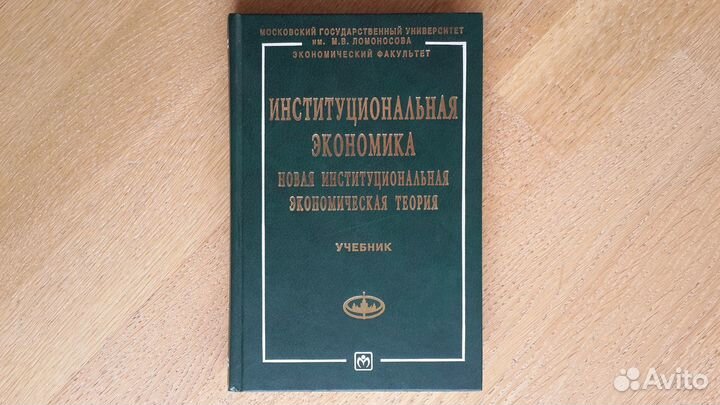 МОСКОВСКИЙ ГОСУДАРСТВЕННЫЙ УНИВЕРСИТЕТ
им. М.В. ЛОМОНОСОВА
ЭКОНОМИЧЕСКИЙ ФАКУЛЬТЕТ
ИНСТИТУЦИОНАЛЬНАЯ
ЭКОНОМИКА
НОВАЯ ИНСТИТУЦИОНАЛЬНАЯ
ЭКОНОМИЧЕСКАЯ ТЕОРИЯ
УЧЕБНИК
Avito